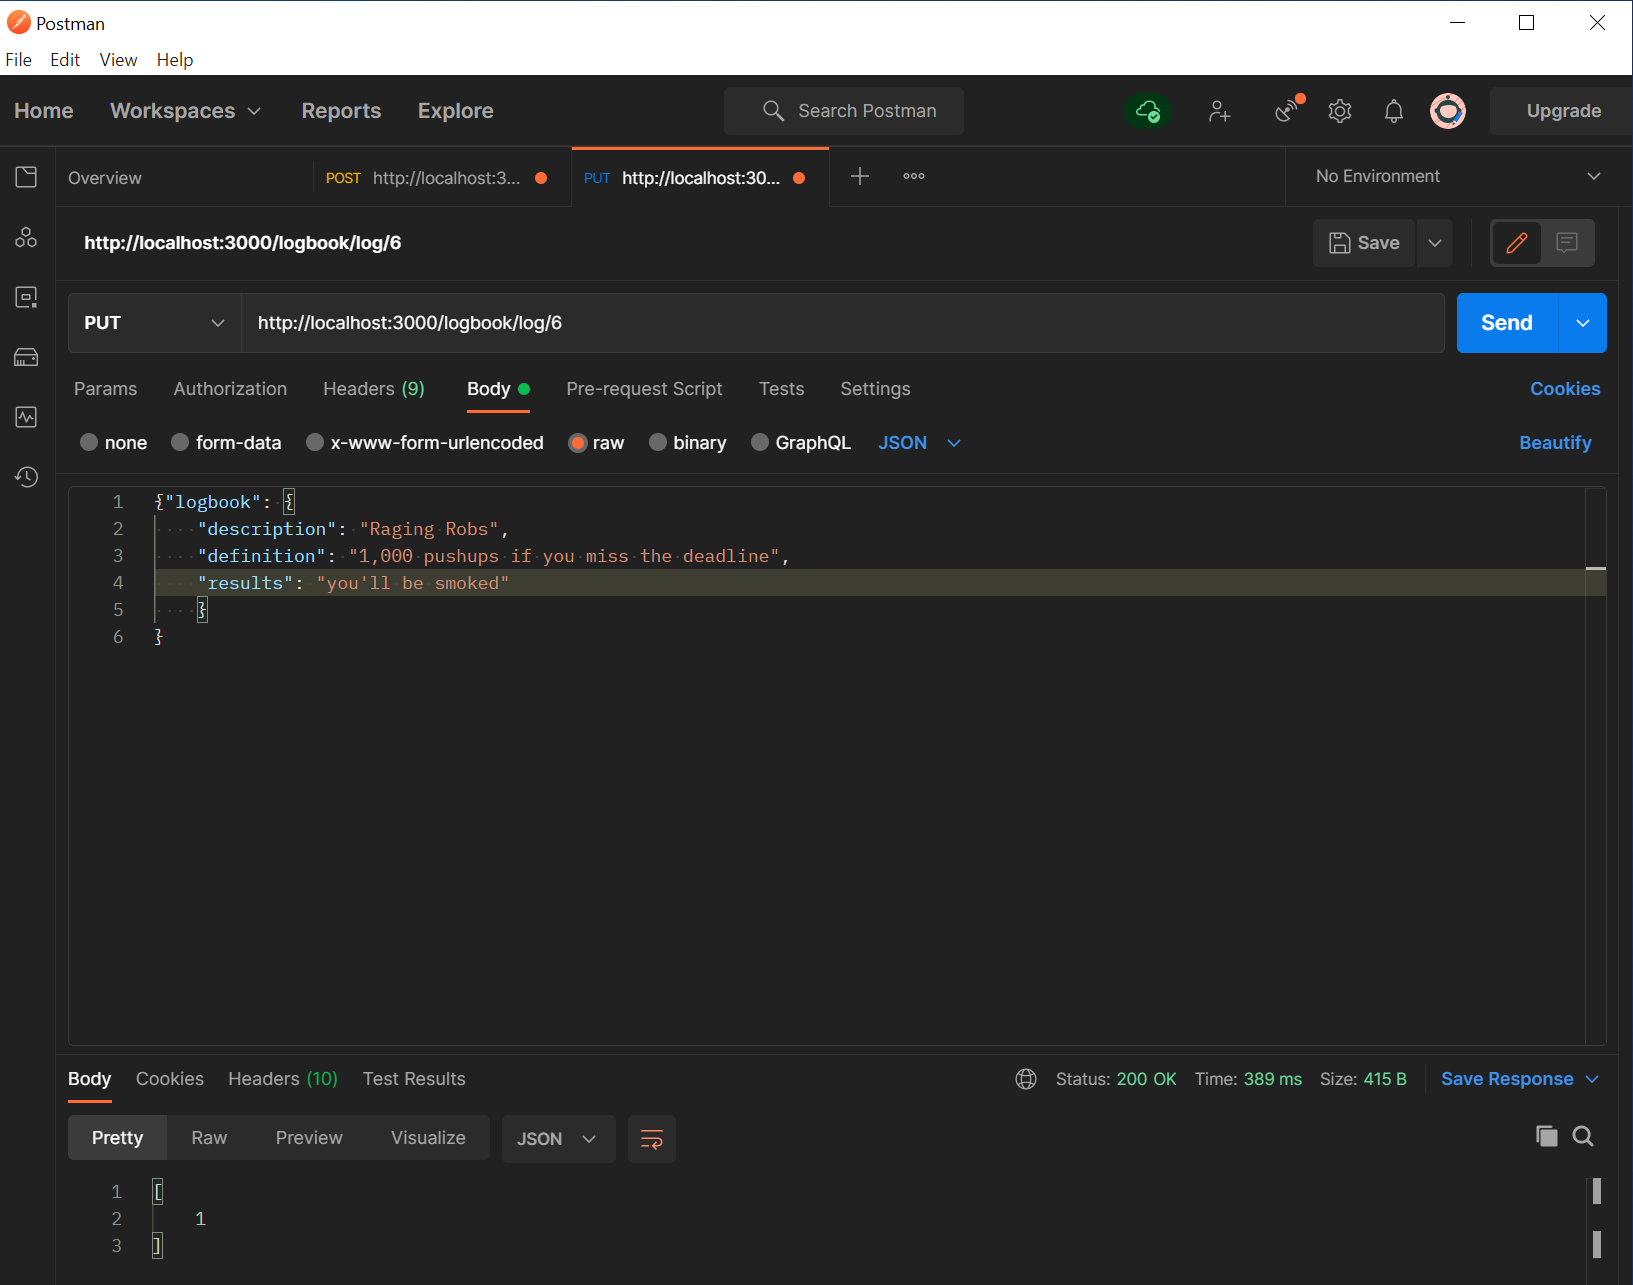 Postman
File Edit View Help
Home Workspaces Reports Explore Search Postman Upgrade
Overview POST http://localhost:3... PUT http://localhost:30... No Environment
http://localhost:3000/logbook/log/6 Save
PUT http://localhost:3000/logbook/log/6 Send
Params Authorization Headers (9) Body Pre-request Script Tests Settings Cookies
none form-data x-www-form-urlencoded raw binary GraphQL JSON Beautify
1 {"logbook": {
2 "description": "Raging Robs",
3 "definition": "1,000 pushups if you miss the deadline",
4 "results": "you'll be smoked"
5 }
6 }
Body Cookies Headers (10) Test Results Status: 200 OK Time: 389 ms Size: 415 B Save Response
Pretty Raw Preview Visualize JSON
1 [
2 1
3 ]